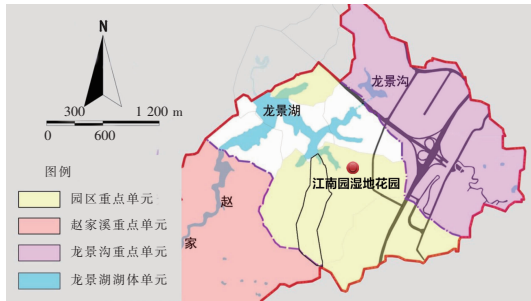 N
300 1 200 m
0 600
图例
园区重点单元
赵家溪重点单元
龙景沟重点单元
龙景湖湖体单元
龙景沟
龙景湖
江南园湿地花园
赵
家